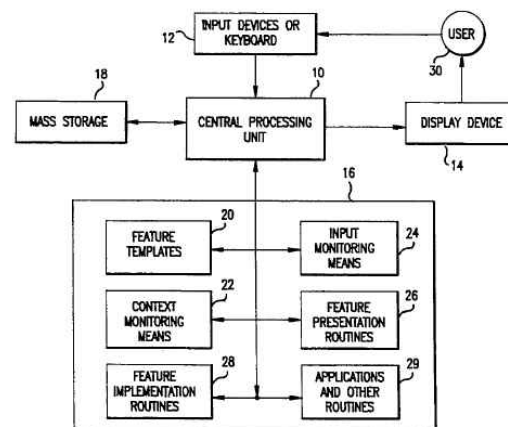 INPUT DEVICES OR
KEYBOARD
12
USER
30
18
MASS STORAGE
10
CENTRAL PROCESSING
UNIT
DISPLAY DEVICE
14
16
20
FEATURE
TEMPLATES
INPUT
MONITORING
MEANS
24
22
CONTEXT
MONITORING
MEANS
FEATURE
PRESENTATION
ROUTINES
26
28
FEATURE
IMPLEMENTATION
ROUTINES
APPLICATIONS
AND OTHER
ROUTINES
29